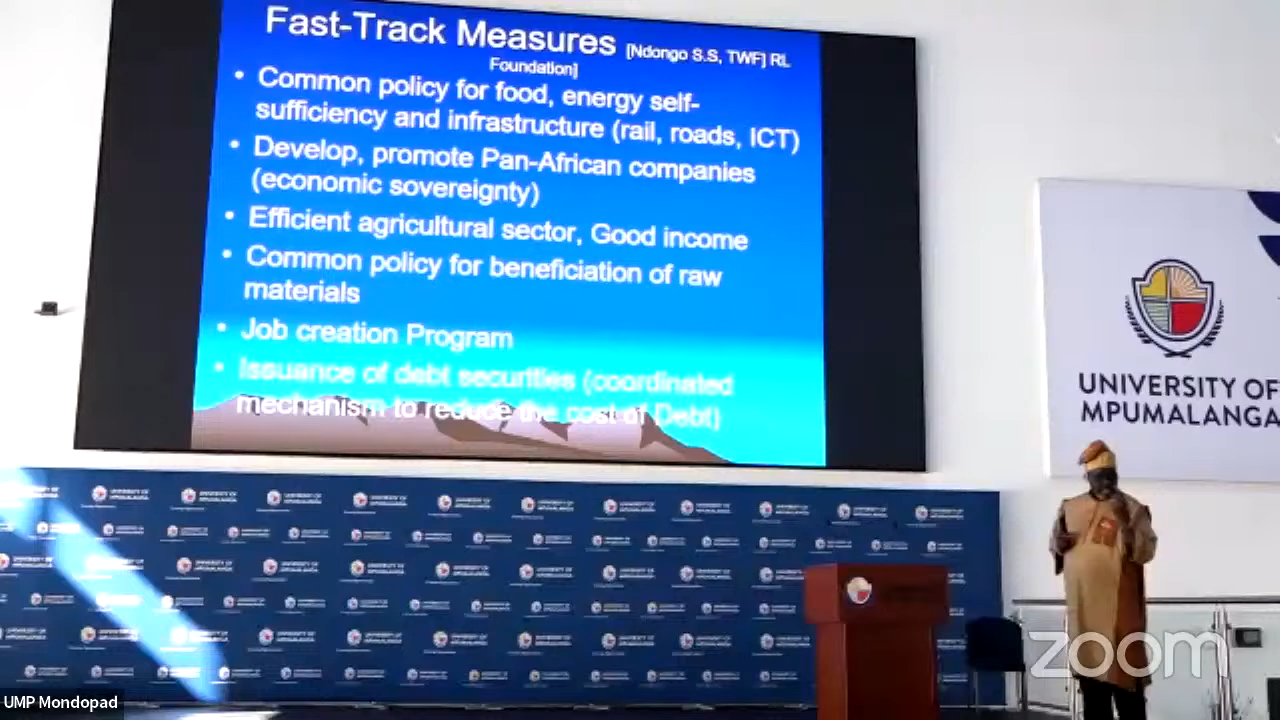 Fast-Track Measures [Ndongo S.S, TWF] RL
Foundation]
• Common policy for food, energy self-
sufficiency and infrastructure (rail, roads, ICT)
• Develop, promote Pan-African companies
(economic sovereignty)
• Efficient agricultural sector, Good income
• Common policy for beneficiation of raw
materials
• Job creation Program
• Issuance of debt securities (coordinated
mechanism to reduce the cost of Debt)
UNIVERSITY OF
MPUMALANGA
UNIVERSITY OF
MPUMALANGA
zoom
UMP Mondopad